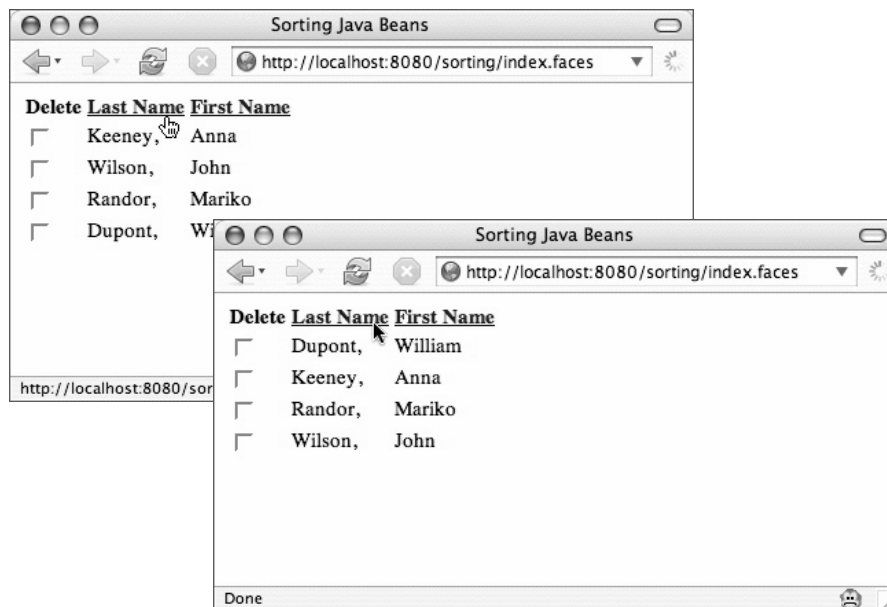 Sorting Java Beans
http://localhost:8080/sorting/index.faces
Delete Last Name First Name
Keeney, Anna
Wilson, John
Randor, Mariko
Dupont, Wi
http://localhost:8080/sor
Sorting Java Beans
http://localhost:8080/sorting/index.faces
Delete Last Name First Name
Dupont, William
Keeney, Anna
Randor, Mariko
Wilson, John
Done